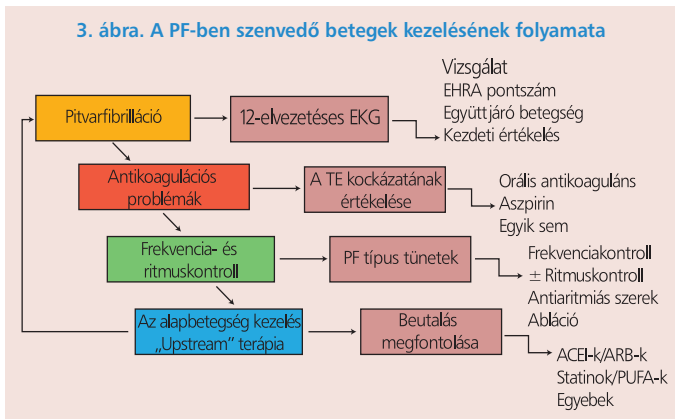 3. ábra. A PF-ben szenvedő betegek kezelésének folyamata
Pitvarfibrilláció
12-elvezetéses EKG
Vizsgálat
EHRA pontszám
Együttjáró betegség
Kezdeti értékelés
Antikoagulációs
problémák
A TE kockázatának
értékelése
Orális antikoaguláns
Aszpirin
Egyik sem
Frekvencia- és
ritmuskontroll
PF típus tünetek
Frekvenciakontroll
± Ritmuskontroll
Antiaritmiás szerek
Abláció
Az alapbetegség kezelés
„Upstream” terápia
Beutalás
megfontolása
ACEI-k/ARB-k
Statinok/PUFA-k
Egyebek